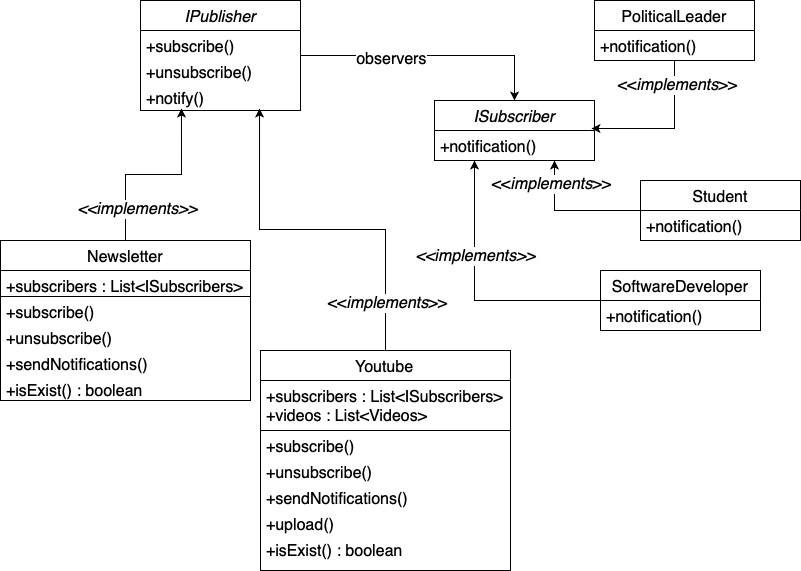 IPublisher
+subscribe()
+unsubscribe()
+notify()
observers
PoliticalLeader
+notification()
<<implements>>
ISubscriber
+notification()
<<implements>>
Student
+notification()
<<implements>>
Newsletter
+subscribers : List<ISubscribers>
+subscribe()
+unsubscribe()
+sendNotifications()
+isExist() : boolean
<<implements>>
SoftwareDeveloper
+notification()
<<implements>>
Youtube
+subscribers : List<ISubscribers>
+videos : List<Videos>
+subscribe()
+unsubscribe()
+sendNotifications()
+upload()
+isExist() : boolean